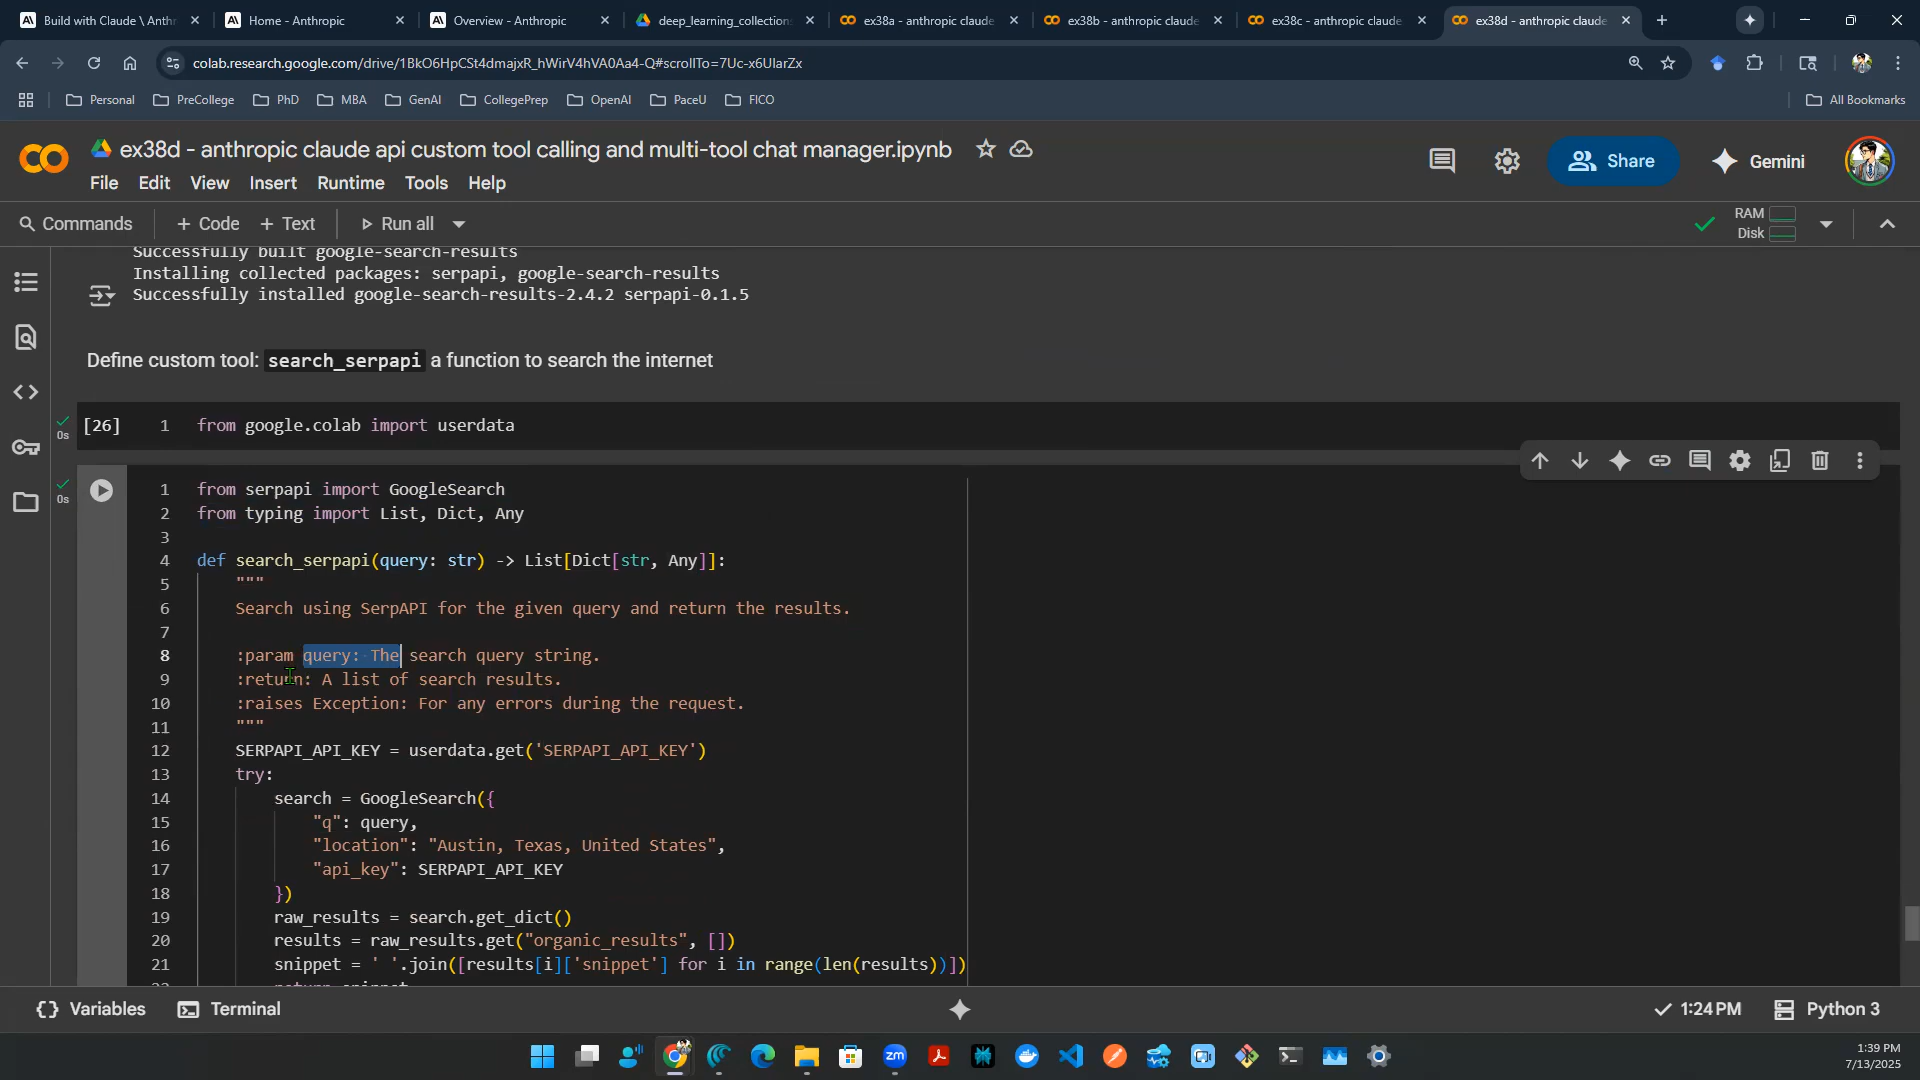 Build with Claude \ Anthr
Home - Anthropic
Overview - Anthropic
deep_learning_collections
ex38a - anthropic claude
ex38b - anthropic claude
ex38c - anthropic claude
ex38d - anthropic claude
colab.research.google.com/drive/1BkO6HpCSt4dmajxR_hWirV4hVA0Aa4-Q#scrollTo=7Uc-x6UlarZx
Personal
PreCollege
PhD
MBA
GenAI
CollegePrep
OpenAI
PaceU
FICO
All Bookmarks
ex38d - anthropic claude api custom tool calling and multi-tool chat manager.ipynb
Share
Gemini
File Edit View Insert Runtime Tools Help
Commands + Code + Text Run all
RAM
Disk
Successfully built google-search-results
Installing collected packages: serpapi, google-search-results
Successfully installed google-search-results-2.4.2 serpapi-0.1.5
Define custom tool: search_serpapi a function to search the internet
[26] 1 from google.colab import userdata
0s
0s
1 from serpapi import GoogleSearch
2 from typing import List, Dict, Any
3
4 def search_serpapi(query: str) -> List[Dict[str, Any]]:
5 """
6 Search using SerpAPI for the given query and return the results.
7
8 :param query: The search query string.
9 :return: A list of search results.
10 :raises Exception: For any errors during the request.
11 """
12 SERPAPI_API_KEY = userdata.get('SERPAPI_API_KEY')
13 try:
14 search = GoogleSearch({
15 "q": query,
16 "location": "Austin, Texas, United States",
17 "api_key": SERPAPI_API_KEY
18 })
19 raw_results = search.get_dict()
20 results = raw_results.get("organic_results", [])
21 snippet = ' '.join([results[i]['snippet'] for i in range(len(results))])
Variables
Terminal
1:24 PM
Python 3
zm
1:39 PM
7/13/2025